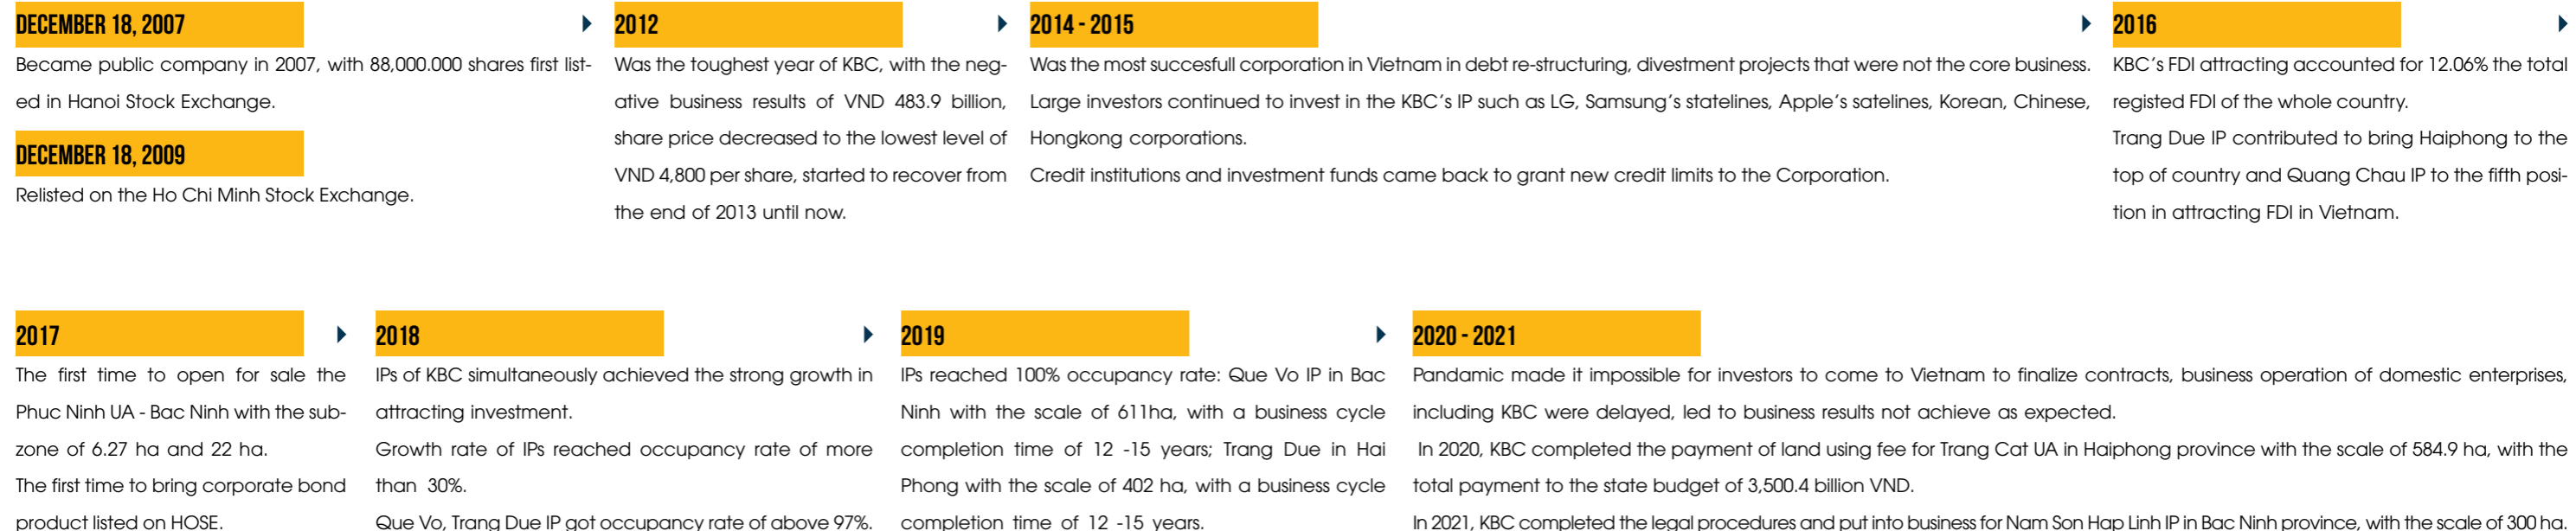 DECEMBER 18, 2007
Became public company in 2007, with 88,000.000 shares first list-
ed in Hanoi Stock Exchange.
DECEMBER 18, 2009
Relisted on the Ho Chi Minh Stock Exchange.
2012
Was the toughest year of KBC, with the neg-
ative business results of VND 483.9 billion,
share price decreased to the lowest level of
VND 4,800 per share, started to recover from
the end of 2013 until now.
2014 - 2015
Was the most succesfull corporation in Vietnam in debt re-structuring, divestment projects that were not the core business.
Large investors continued to invest in the KBC's IP such as LG, Samsung's statelines, Apple's satelines, Korean, Chinese,
Hongkong corporations.
Credit institutions and investment funds came back to grant new credit limits to the Corporation.
2016
KBC's FDI attracting accounted for 12.06% the total
registed FDI of the whole country.
Trang Due IP contributed to bring Haiphong to the
top of country and Quang Chau IP to the fifth posi-
tion in attracting FDI in Vietnam.
2017
The first time to open for sale the
Phuc Ninh UA - Bac Ninh with the sub-
zone of 6.27 ha and 22 ha.
The first time to bring corporate bond
product listed on HOSE.
2018
IPs of KBC simultaneously achieved the strong growth in
attracting investment.
Growth rate of IPs reached occupancy rate of more
than 30%.
Que Vo, Trang Due IP got occupancy rate of above 97%.
2019
IPs reached 100% occupancy rate: Que Vo IP in Bac
Ninh with the scale of 611ha, with a business cycle
completion time of 12 -15 years; Trang Due in Hai
Phong with the scale of 402 ha, with a business cycle
completion time of 12 -15 years.
2020 - 2021
Pandamic made it impossible for investors to come to Vietnam to finalize contracts, business operation of domestic enterprises,
including KBC were delayed, led to business results not achieve as expected.
In 2020, KBC completed the payment of land using fee for Trang Cat UA in Haiphong province with the scale of 584.9 ha, with the
total payment to the state budget of 3,500.4 billion VND.
In 2021, KBC completed the legal procedures and put into business for Nam Son Hap Linh IP in Bac Ninh province, with the scale of 300 ha.